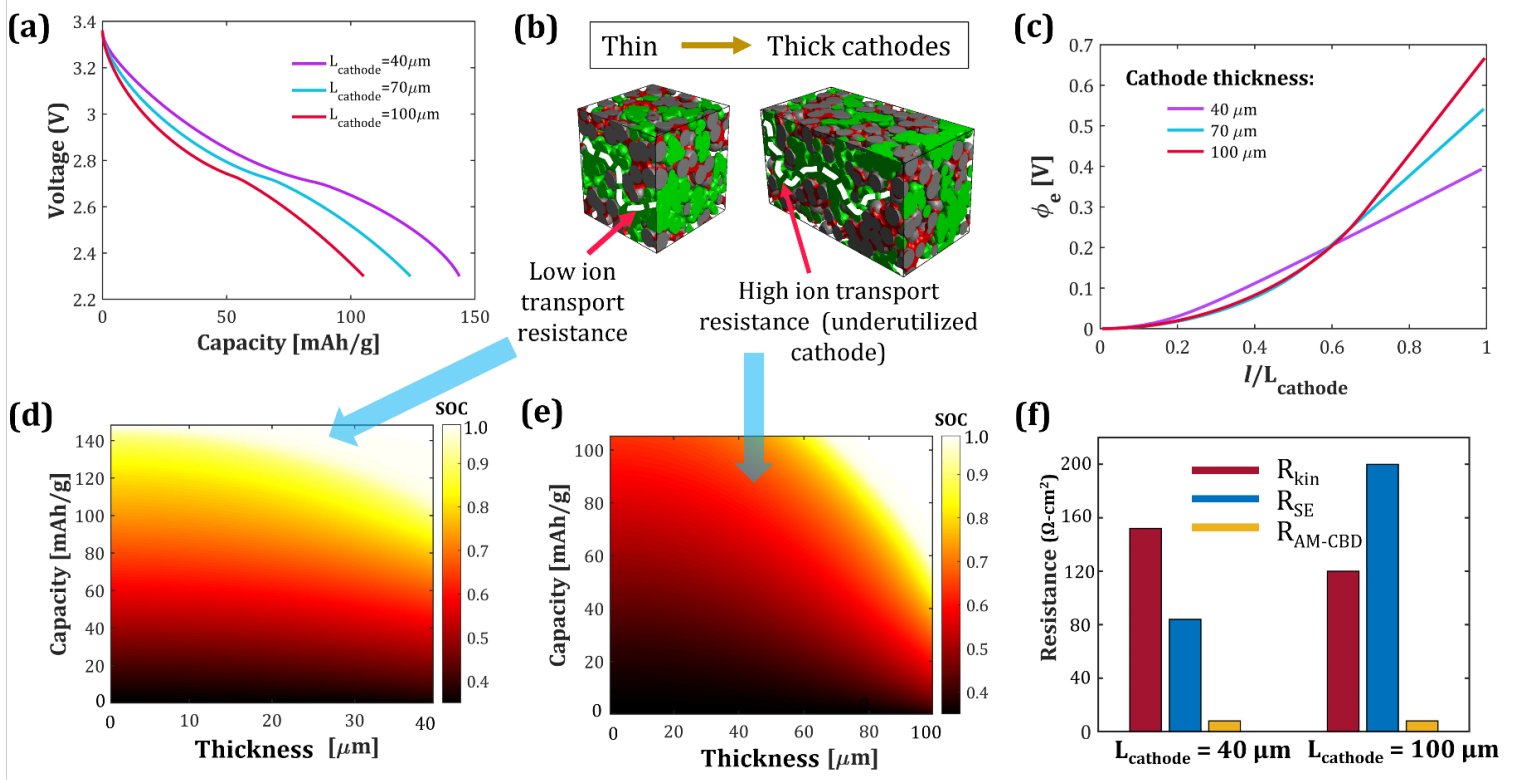 (a)
3.4
3.2
3
2.8
2.6
2.4
2.2
0
50
100
150
Voltage (V)
Capacity [mAh/g]
L_cathode=40μm
L_cathode=70μm
L_cathode=100μm
(b)
Thin
Thick cathodes
Low ion
transport
resistance
High ion transport
resistance (underutilized
cathode)
(c)
0.7
0.6
0.5
0.4
0.3
0.2
0.1
0
0
0.2
0.4
0.6
0.8
1
ϕ_e [V]
l/L_cathode
Cathode thickness:
40 μm
70 μm
100 μm
(d)
140
120
100
80
60
40
20
0
0
10
20
30
40
Capacity [mAh/g]
Thickness [μm]
SOC
1.0
0.9
0.8
0.7
0.6
0.5
0.4
(e)
100
80
60
40
20
0
0
20
40
60
80
100
Capacity [mAh/g]
Thickness [μm]
SOC
1.0
0.9
0.8
0.7
0.6
0.5
0.4
(f)
200
160
120
80
40
0
Resistance (Ω-cm²)
R_kin
R_SE
R_AM-CBD
L_cathode = 40 μm
L_cathode = 100 μm